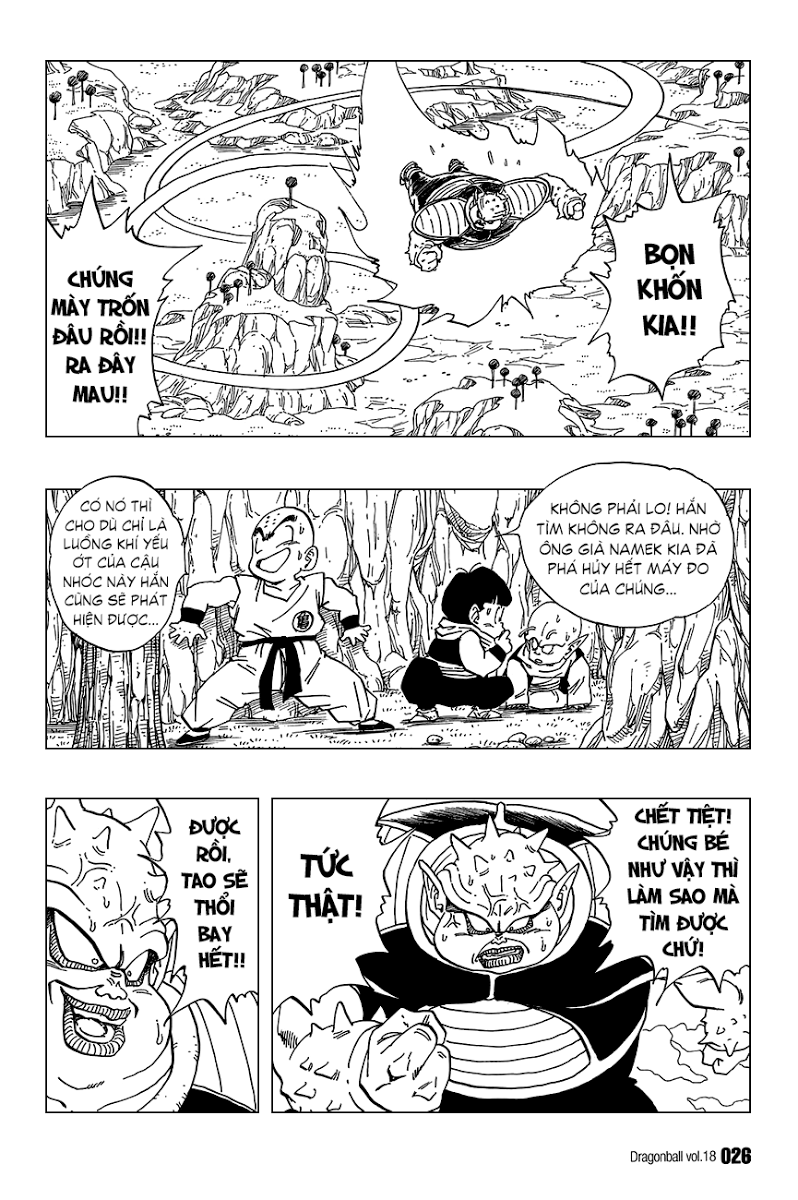 BỌN
KHỐN
KIA!!
CHÚNG
MÀY TRỐN
ĐÂU RỒI!!
RA ĐÂY
MAU!!
KHÔNG PHẢI LO! HẮN
TÌM KHÔNG RA ĐÂU. NHỜ
ÔNG GIÀ NAMEK KIA ĐÃ
PHÁ HỦY HẾT MÁY ĐO
CỦA CHÚNG...
CÓ NÓ THÌ
CHO DÙ CHỈ LÀ
LUỒNG KHÍ YẾU
ỚT CỦA CẬU
NHÓC NÀY HẮN
CŨNG SẼ PHÁT
HIỆN ĐƯỢC...
CHẾT TIỆT!
CHÚNG BÉ
NHƯ VẬY THÌ
LÀM SAO MÀ
TÌM ĐƯỢC
CHỨ!
TỨC
THẬT!
ĐƯỢC
RỒI,
TAO SẼ
THỔI
BAY
HẾT!!
Dragonball vol.18 026